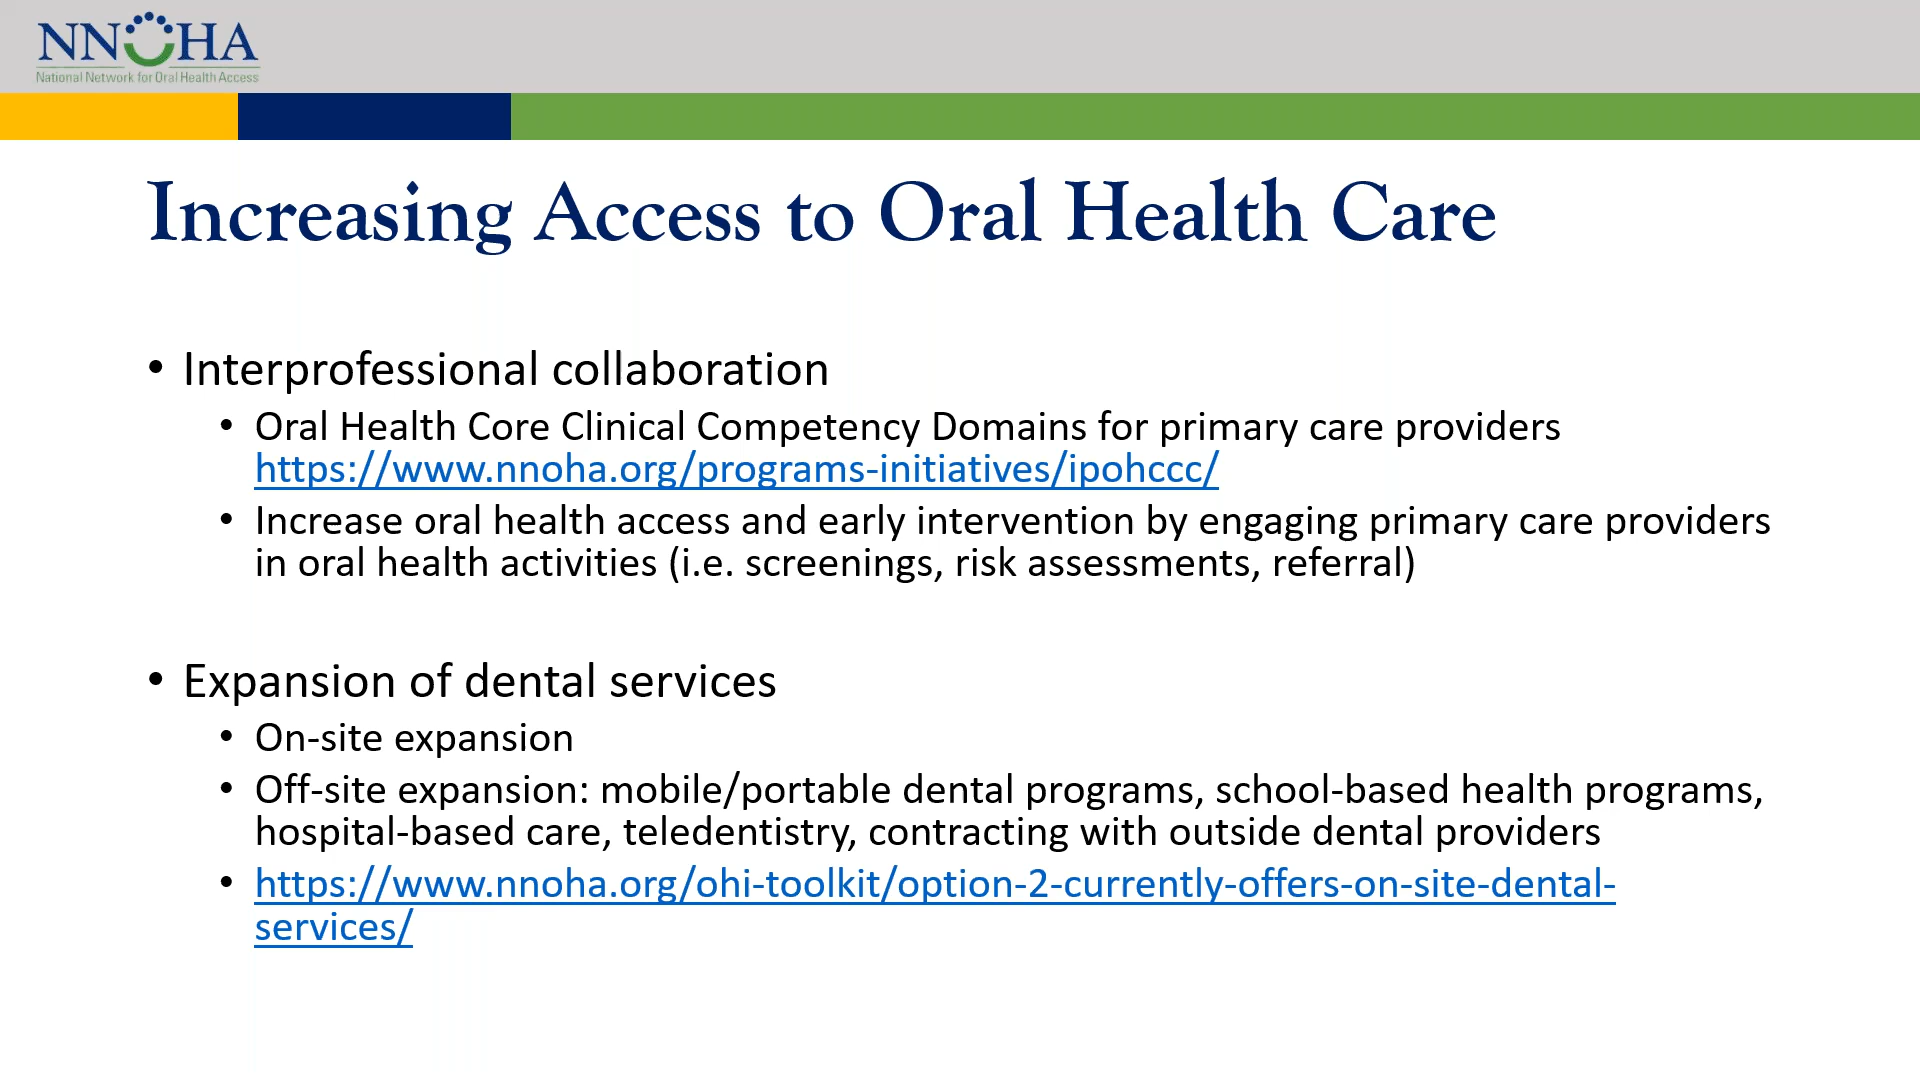 NNOHA
National Network for Oral Health Access
Increasing Access to Oral Health Care
• Interprofessional collaboration
• Oral Health Core Clinical Competency Domains for primary care providers
https://www.nnoha.org/programs-initiatives/ipohccc/
• Increase oral health access and early intervention by engaging primary care providers
in oral health activities (i.e. screenings, risk assessments, referral)
• Expansion of dental services
• On-site expansion
• Off-site expansion: mobile/portable dental programs, school-based health programs,
hospital-based care, teledentistry, contracting with outside dental providers
• https://www.nnoha.org/ohi-toolkit/option-2-currently-offers-on-site-dental-
services/